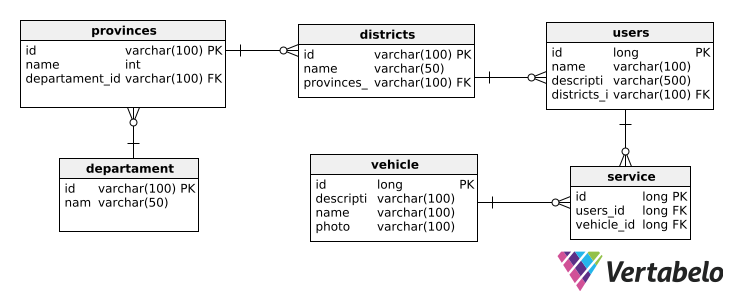 provinces
id varchar(100) PK
name int
departament_id varchar(100) FK
districts
id varchar(100) PK
name varchar(50)
provinces_ varchar(100) FK
users
id long PK
name varchar(100)
descripti varchar(500)
districts_i varchar(100) FK
departament
id varchar(100) PK
nam varchar(50)
vehicle
id long PK
descripti varchar(100)
name varchar(100)
photo varchar(100)
service
id long PK
users_id long FK
vehicle_id long FK
Vertabelo